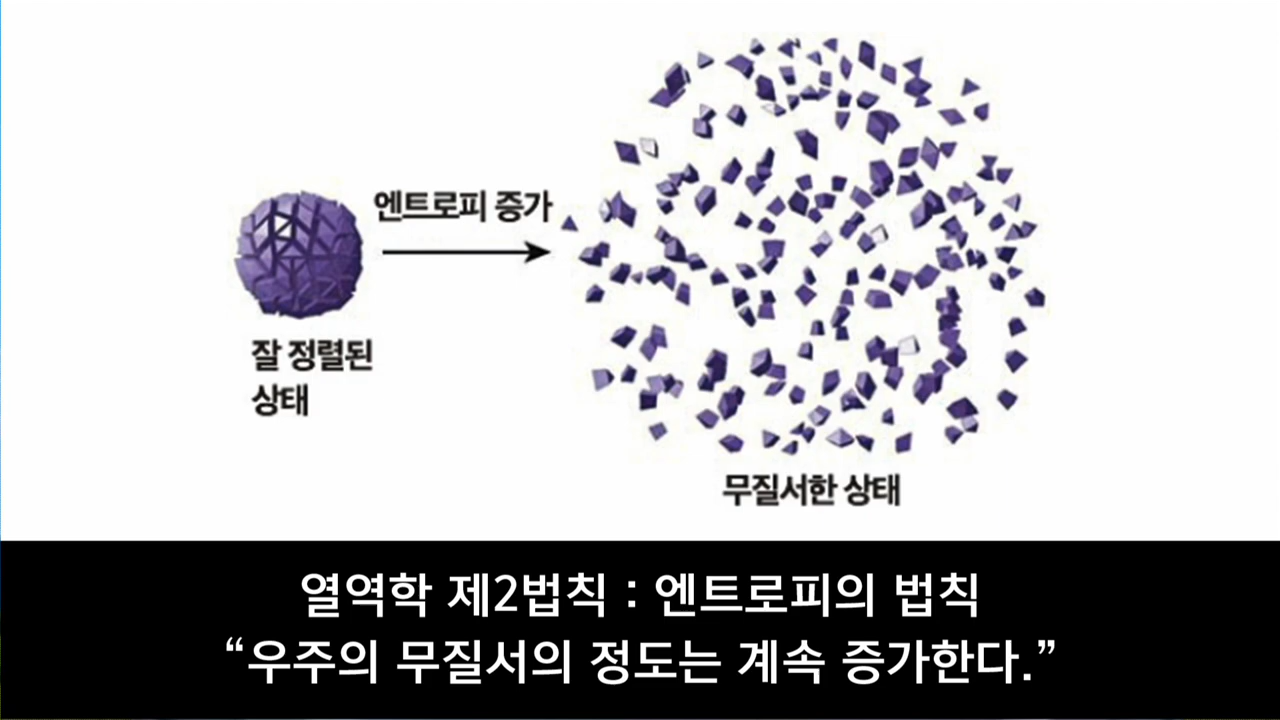 엔트로피 증가
잘 정렬된
상태
무질서한 상태
열역학 제2법칙 : 엔트로피의 법칙
“우주의 무질서의 정도는 계속 증가한다.”